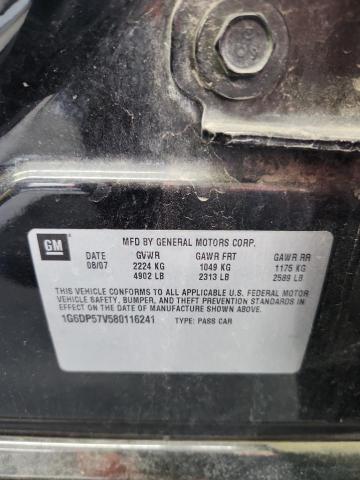 GM
MFD BY GENERAL MOTORS CORP.
DATE GVWR GAWR FRT GAWR RR
08/07 2224 KG 1049 KG 1175 KG
4902 LB 2313 LB 2589 LB
THIS VEHICLE CONFORMS TO ALL APPLICABLE U.S. FEDERAL MOTOR
VEHICLE SAFETY, BUMPER, AND THEFT PREVENTION STANDARDS IN
EFFECT ON THE DATE OF MANUFACTURE SHOWN ABOVE.
1G6DP57V580116241 TYPE: PASS CAR